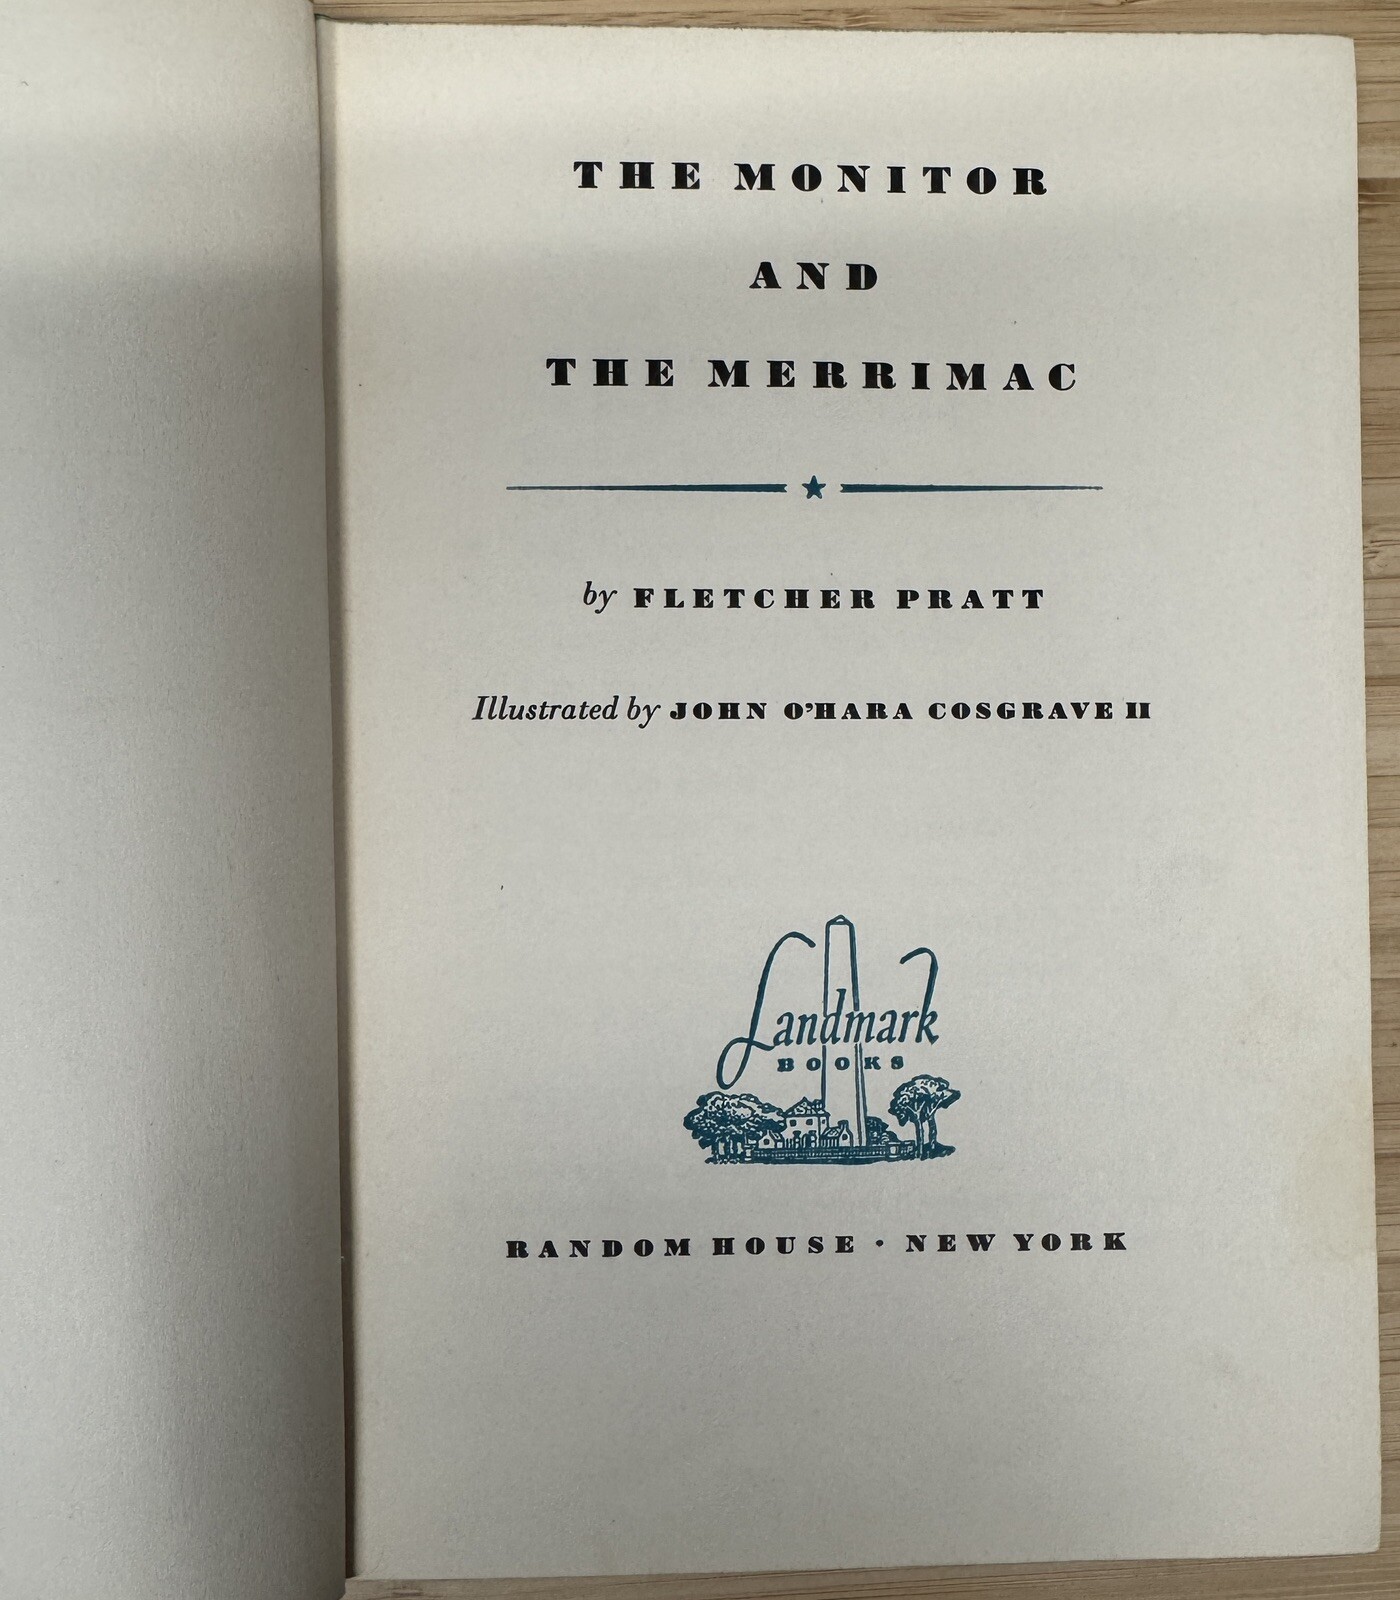 THE MONITOR
AND
THE MERRIMAC
by FLETCHER PRATT
Illustrated by JOHN O'HARA COSGRAVE II
Landmark
BOOKS
RANDOM HOUSE · NEW YORK